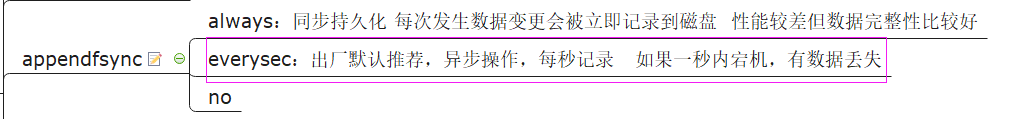 always：同步持久化 每次发生数据变更会被立即记录到磁盘 性能较差但数据完整性比较好
appendfsync
everysec：出厂默认推荐，异步操作，每秒记录 如果一秒内宕机，有数据丢失
no